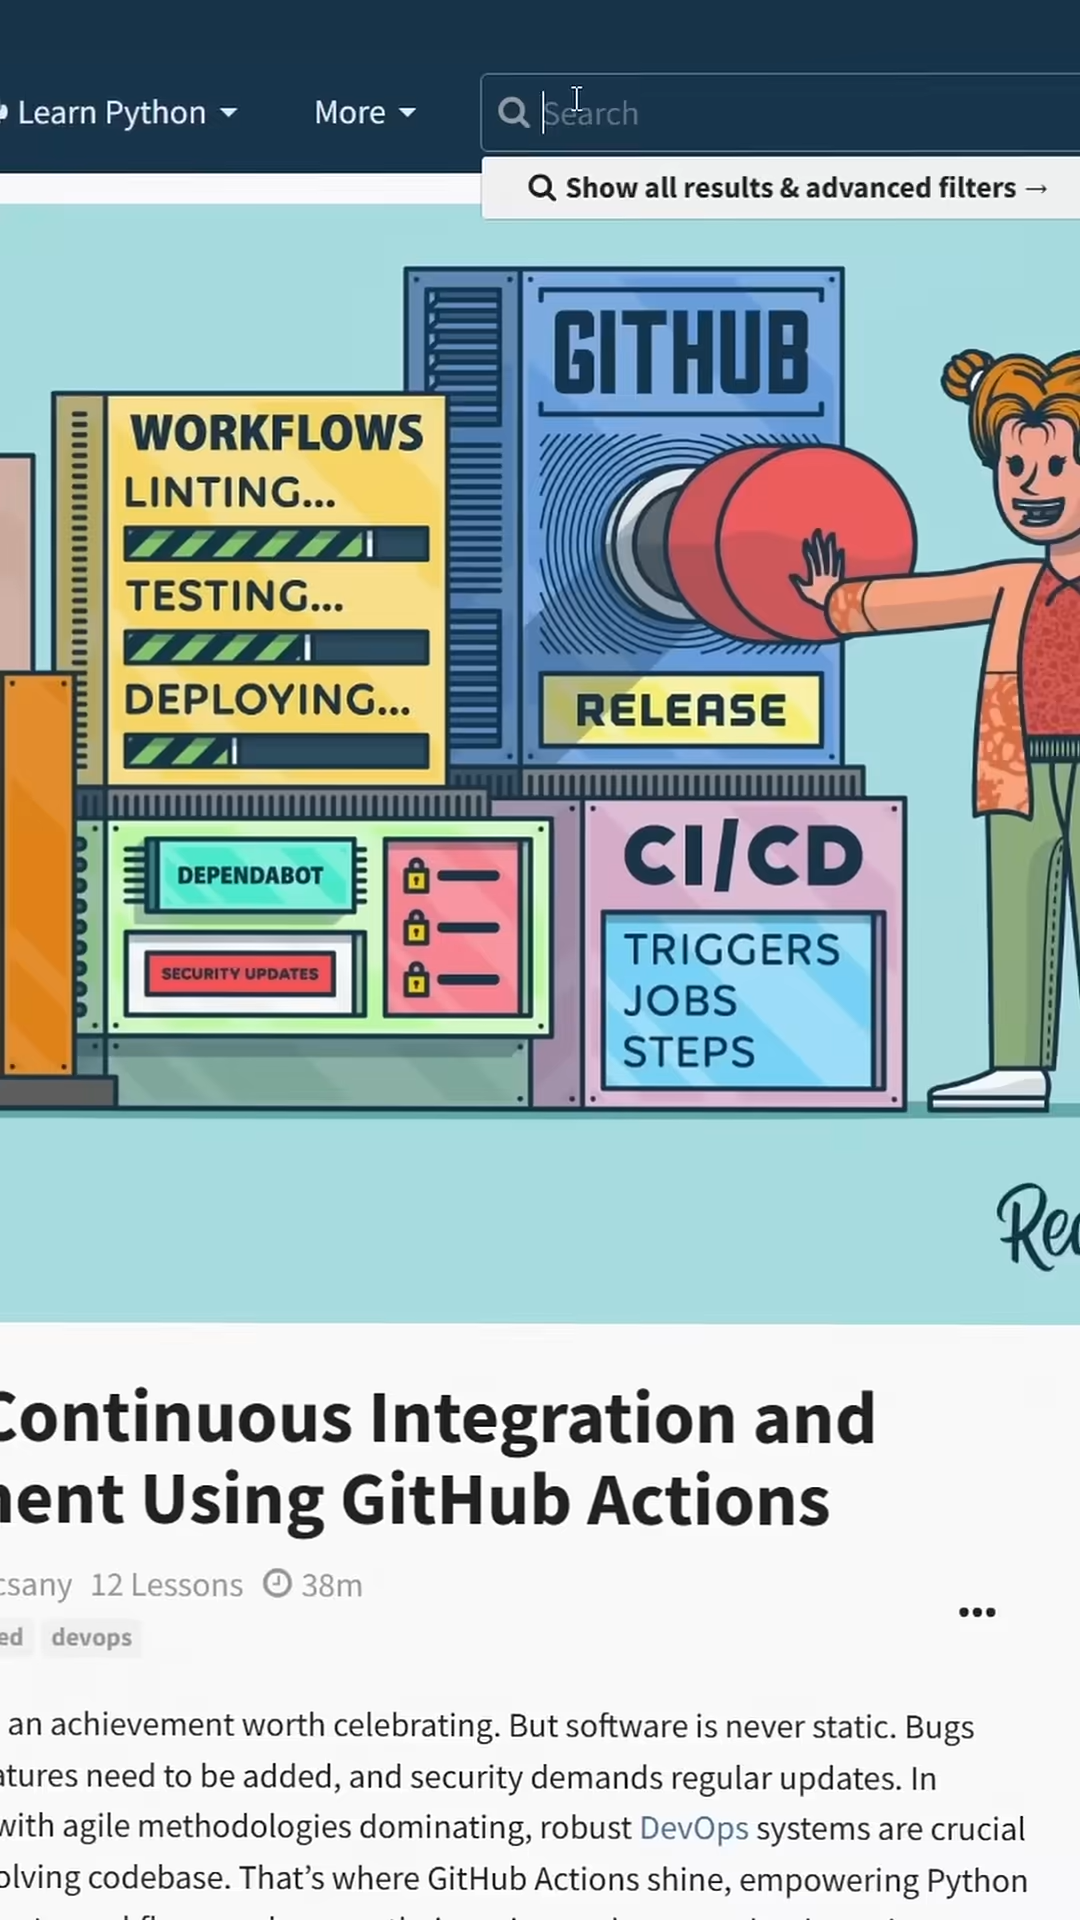 Learn Python
More
Search
Show all results & advanced filters →
GITHUB
WORKFLOWS
LINTING...
TESTING...
DEPLOYING...
RELEASE
DEPENDABOT
SECURITY UPDATES
CI/CD
TRIGGERS
JOBS
STEPS
Continuous Integration and
Using GitHub Actions
12 Lessons 38m
•••
devops
an achievement worth celebrating. But software is never static. Bugs
need to be added, and security demands regular updates. In
with agile methodologies dominating, robust DevOps systems are crucial
codebase. That’s where GitHub Actions shine, empowering Python